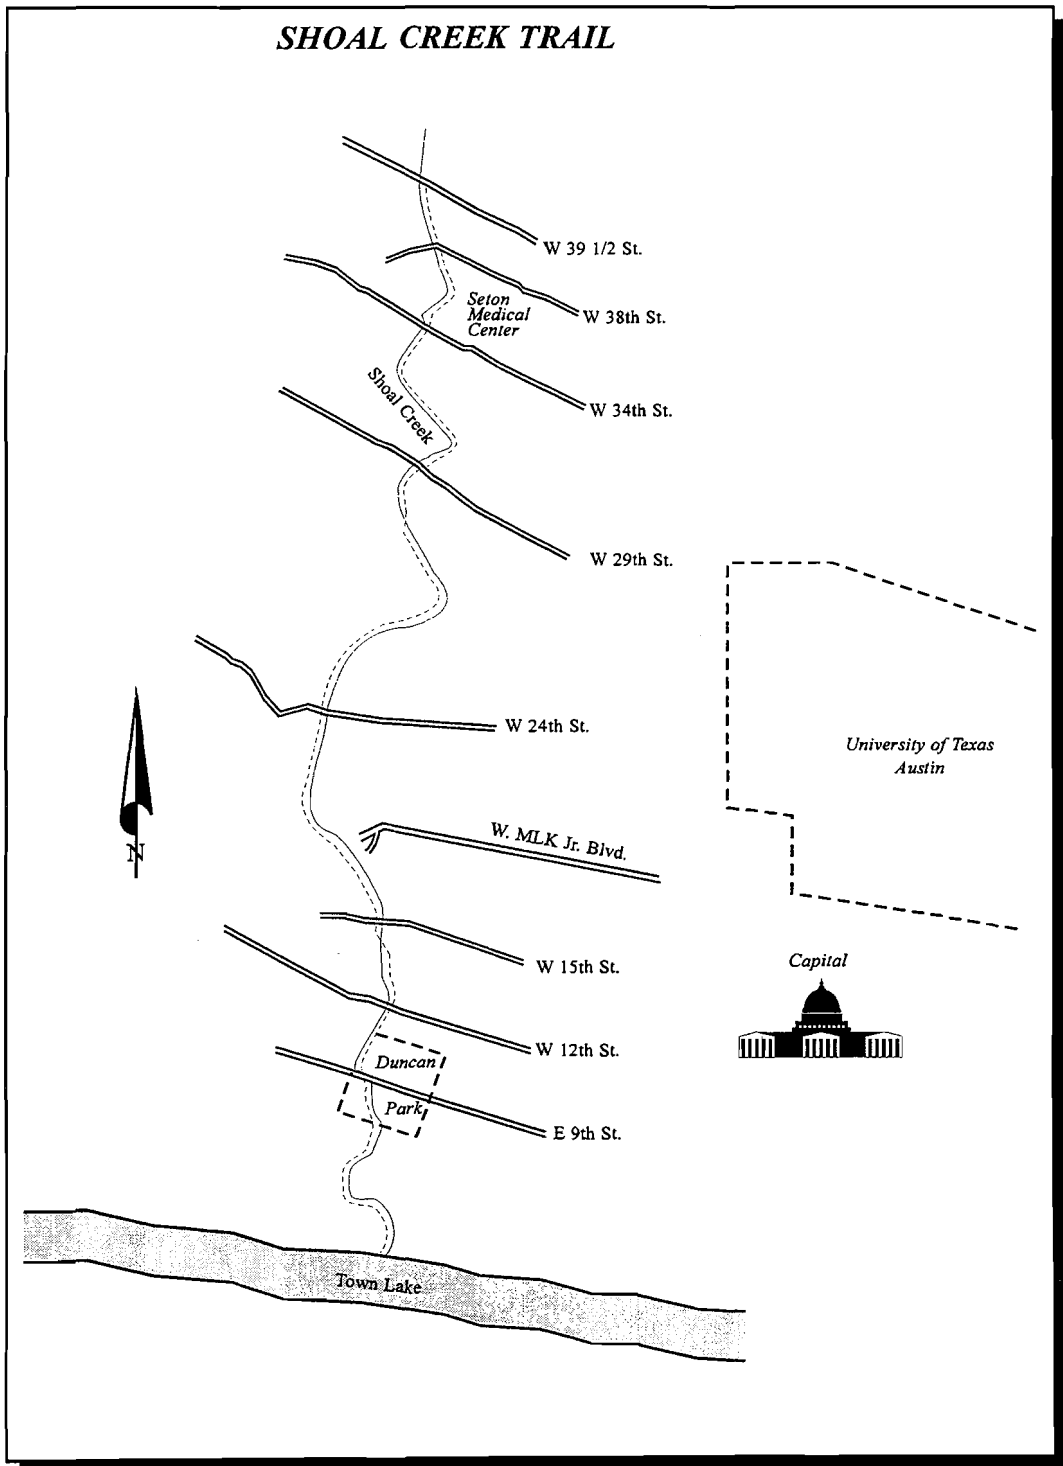 SHOAL CREEK TRAIL
W 39 1/2 St.
Seton
Medical
Center
W 38th St.
Shoal Creek
W 34th St.
W 29th St.
W 24th St.
University of Texas
Austin
N
W. MLK Jr. Blvd.
W 15th St.
Capital
W 12th St.
Duncan
Park
E 9th St.
Town Lake